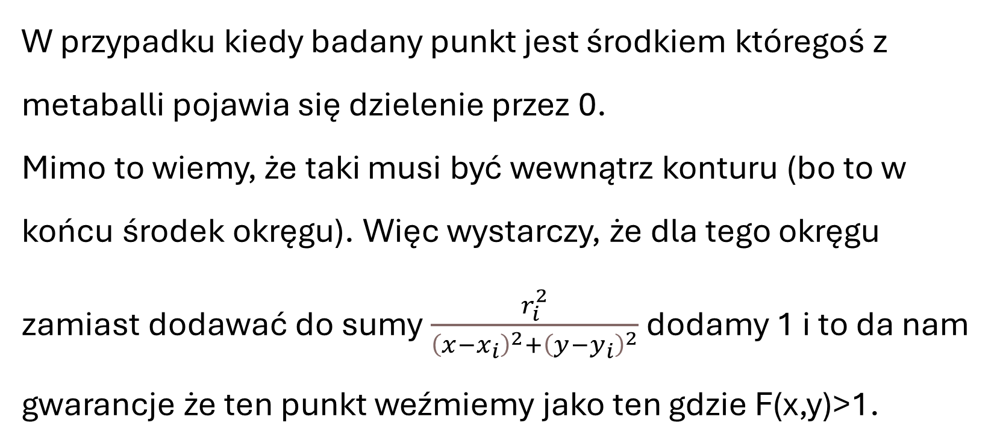 W przypadku kiedy badany punkt jest środkiem któregoś z
metaballi pojawia się dzielenie przez 0.
Mimo to wiemy, że taki musi być wewnątrz konturu (bo to w
końcu środek okręgu). Więc wystarczy, że dla tego okręgu
zamiast dodawać do sumy $\frac{r_i^2}{(x-x_i)^2+(y-y_i)^2}$ dodamy 1 i to da nam
gwarancje że ten punkt weźmiemy jako ten gdzie F(x,y)>1.